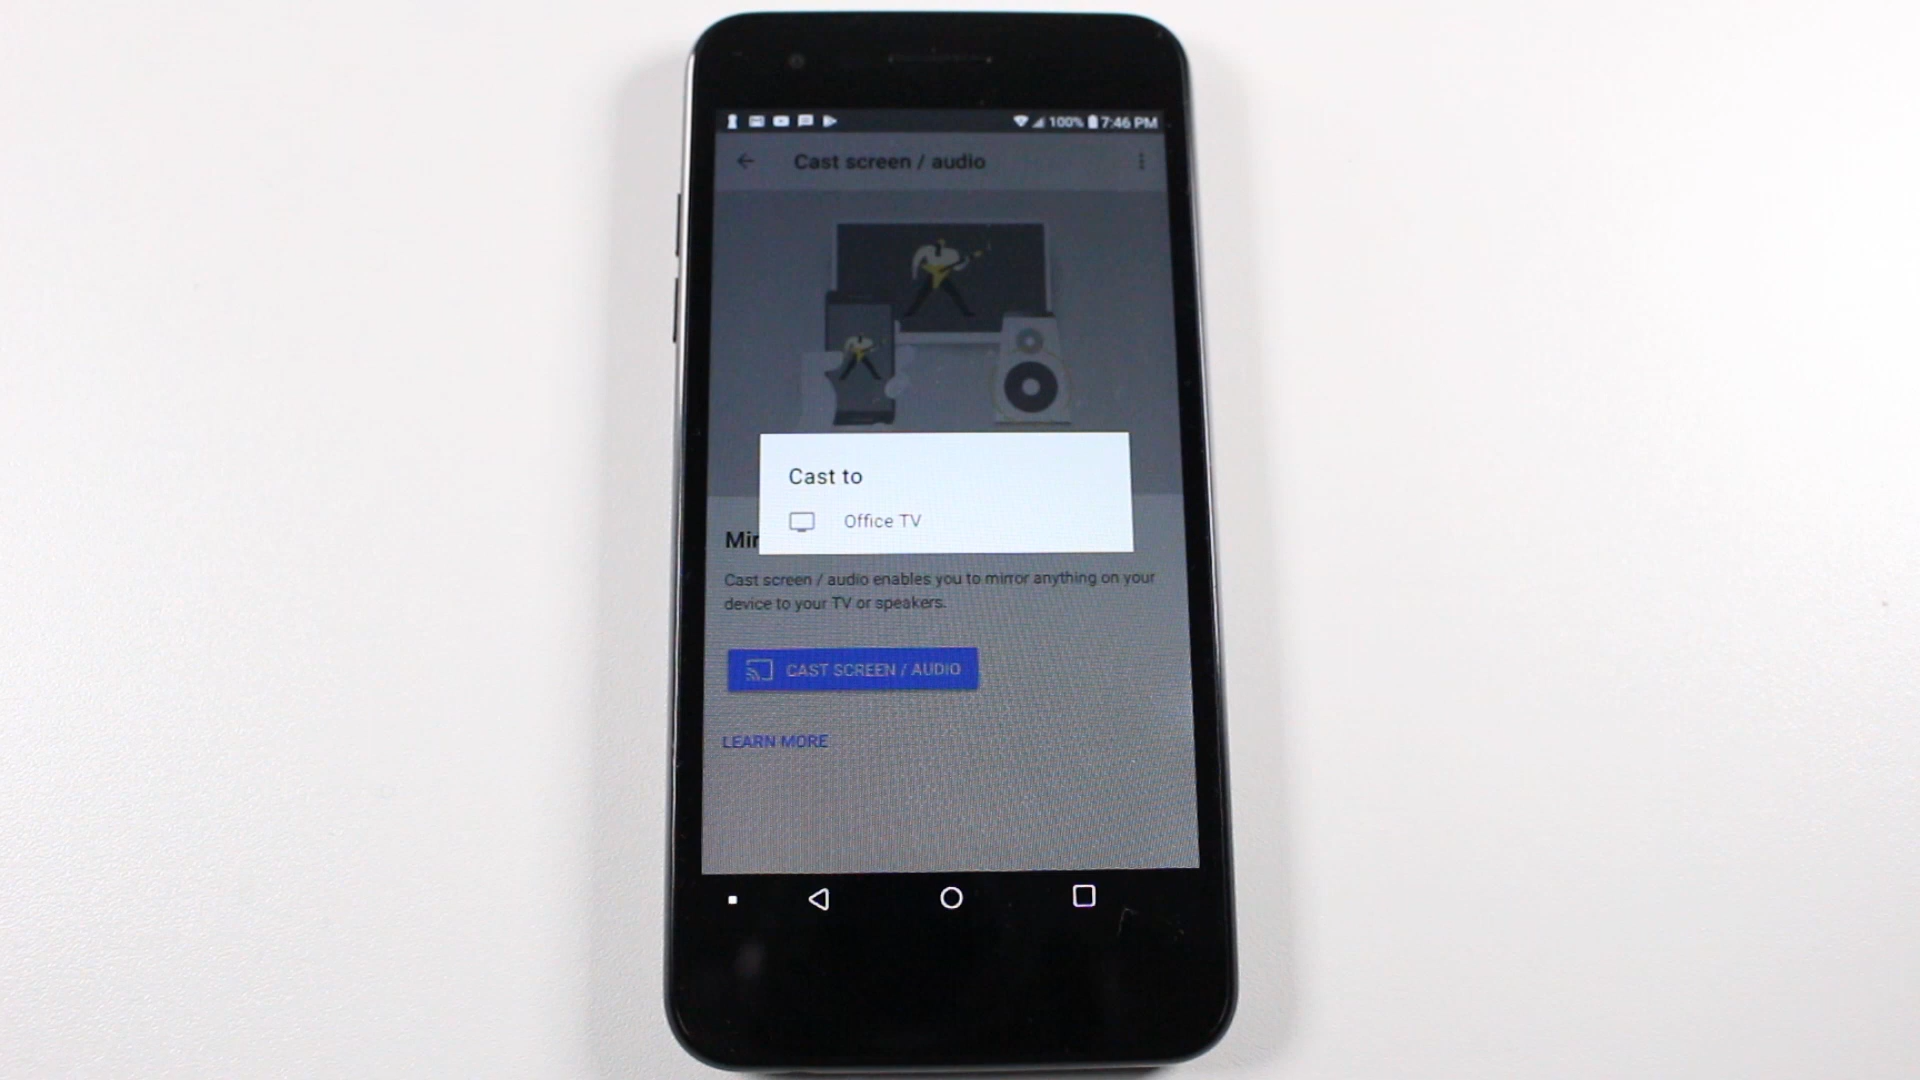 100% 7:46 PM
Cast screen / audio
Cast to
Office TV
Mir
Cast screen / audio enables you to mirror anything on your
device to your TV or speakers.
CAST SCREEN / AUDIO
LEARN MORE